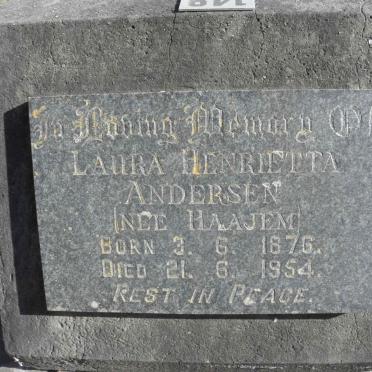 In Loving Memory Of
LAURA HENRIETTA
ANDERSEN
(NEE HAAJEM)
BORN 3. 6. 1876.
DIED 21. 6. 1954.
REST IN PEACE.